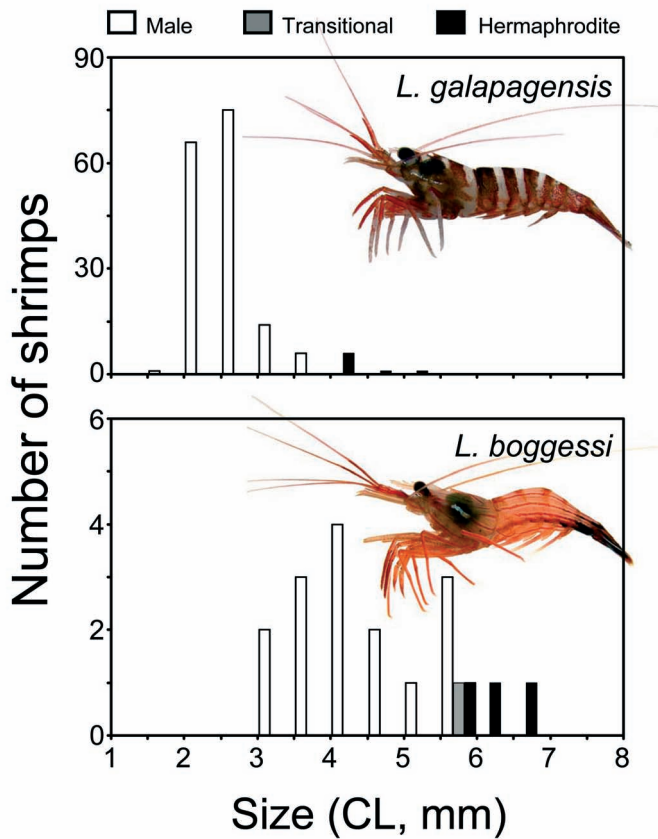 Male Transitional Hermaphrodite
90
L. galapagensis
60
30
0
Number of shrimps
6
L. boggessi
4
2
0
1 2 3 4 5 6 7 8
Size (CL, mm)